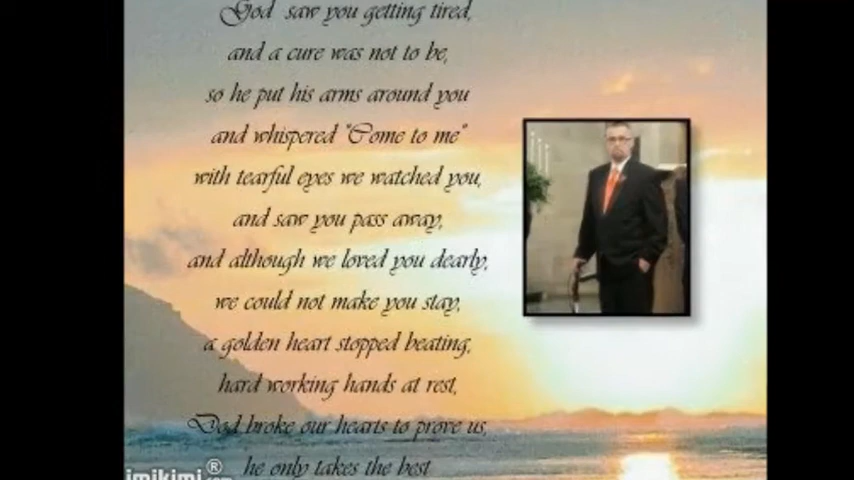 God saw you getting tired,
and a cure was not to be,
so he put his arms around you
and whispered "Come to me"
with tearful eyes we watched you,
and saw you pass away,
and although we loved you dearly,
we could not make you stay,
a golden heart stopped beating,
hard working hands at rest,
Dod broke our hearts to prove us,
he only takes the best
imikimi®